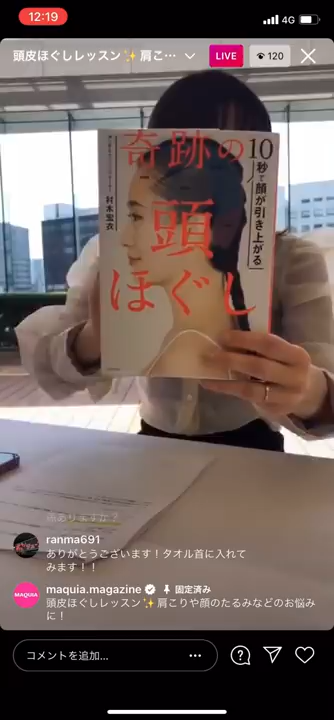 12:19
4G
頭皮ほぐしレッスン✨肩こ…
LIVE
120
10秒で顔が引き上がる
奇跡の
頭
ほぐし
村木宏衣
ranma691
ありがとうございます！タオル首に入れて
みます！！
MAQUIA
maquia.magazine 固定済み
頭皮ほぐしレッスン✨肩こりや顔のたるみなどのお悩み
に！
コメントを追加...